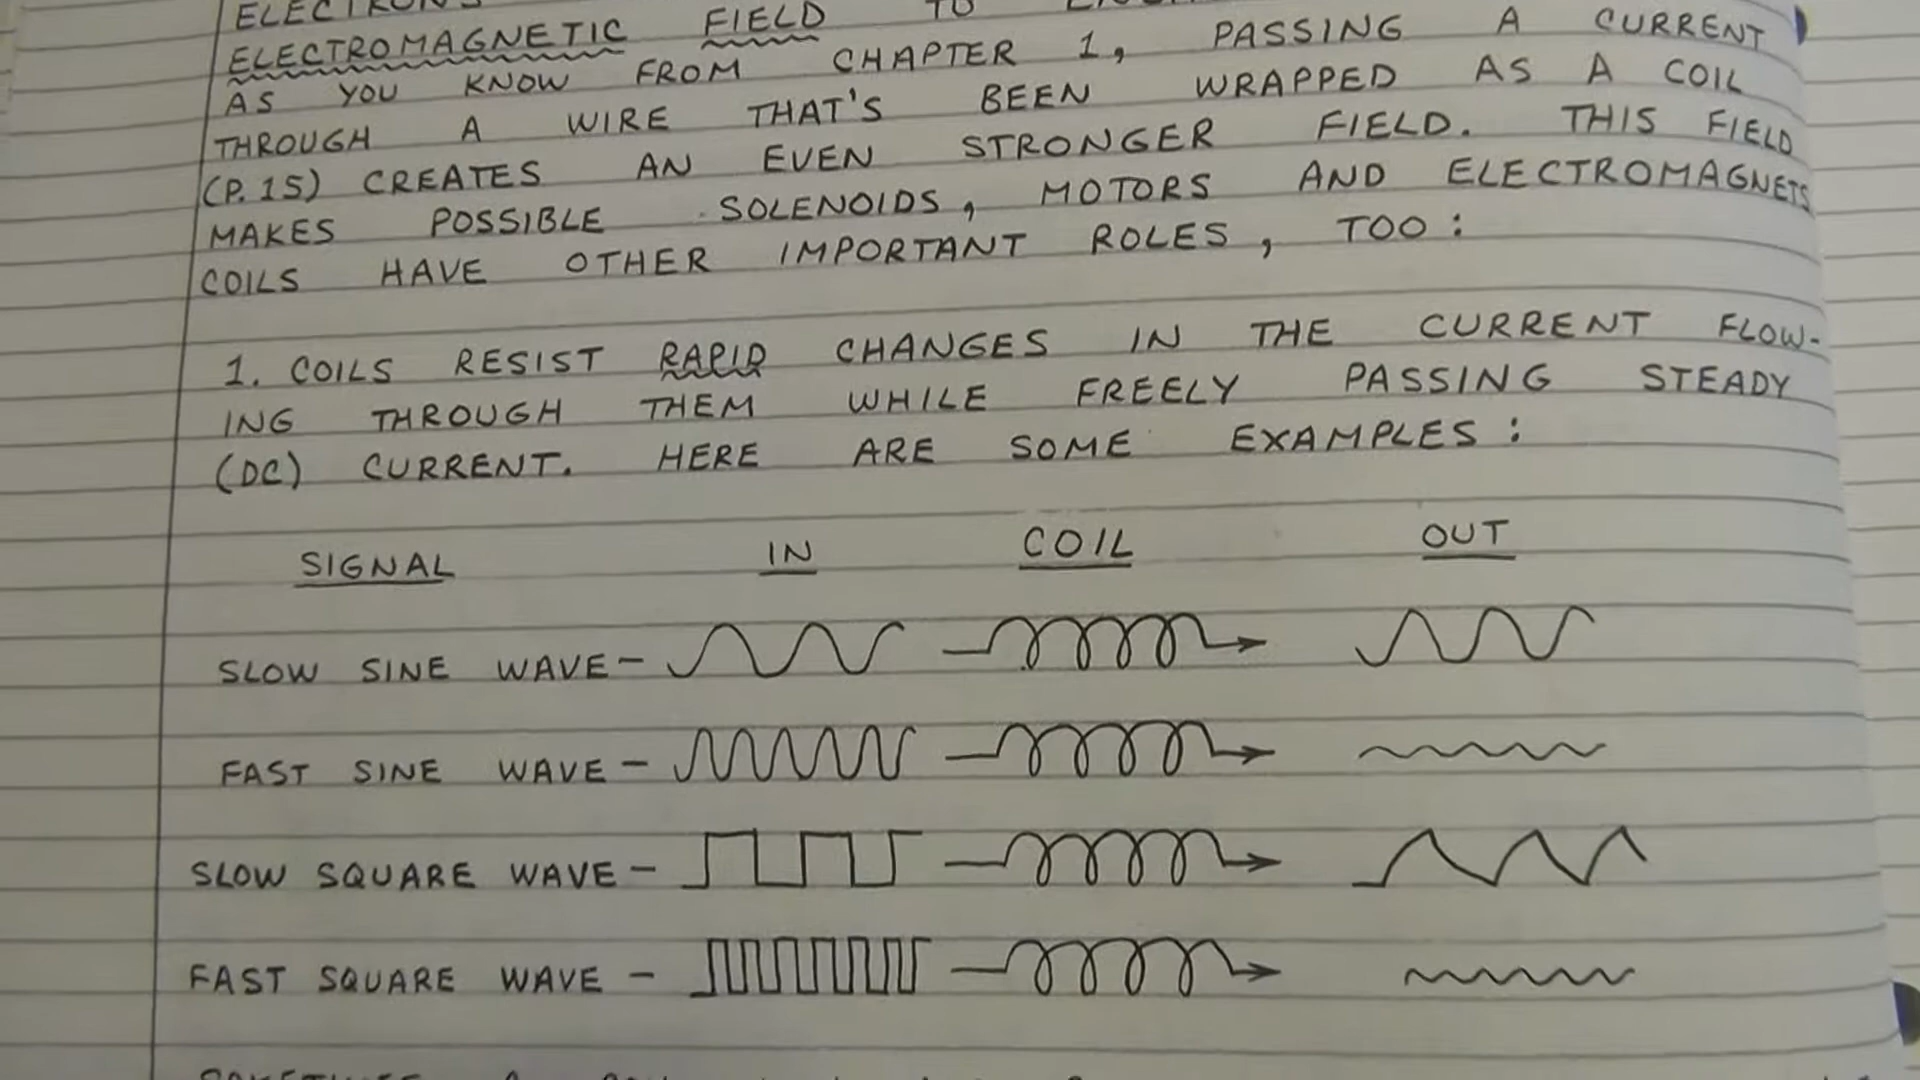 ELECTROMAGNETIC FIELD TO
AS YOU KNOW FROM CHAPTER 1, PASSING A CURRENT
THROUGH A WIRE THAT'S BEEN WRAPPED AS A COIL
(P. 15) CREATES AN EVEN STRONGER FIELD. THIS FIELD
MAKES POSSIBLE SOLENOIDS, MOTORS AND ELECTROMAGNETS
COILS HAVE OTHER IMPORTANT ROLES, TOO:
1. COILS RESIST RAPID CHANGES IN THE CURRENT FLOW-
ING THROUGH THEM WHILE FREELY PASSING STEADY
(DC) CURRENT. HERE ARE SOME EXAMPLES:
SIGNAL IN COIL OUT
SLOW SINE WAVE-
FAST SINE WAVE-
SLOW SQUARE WAVE-
FAST SQUARE WAVE -